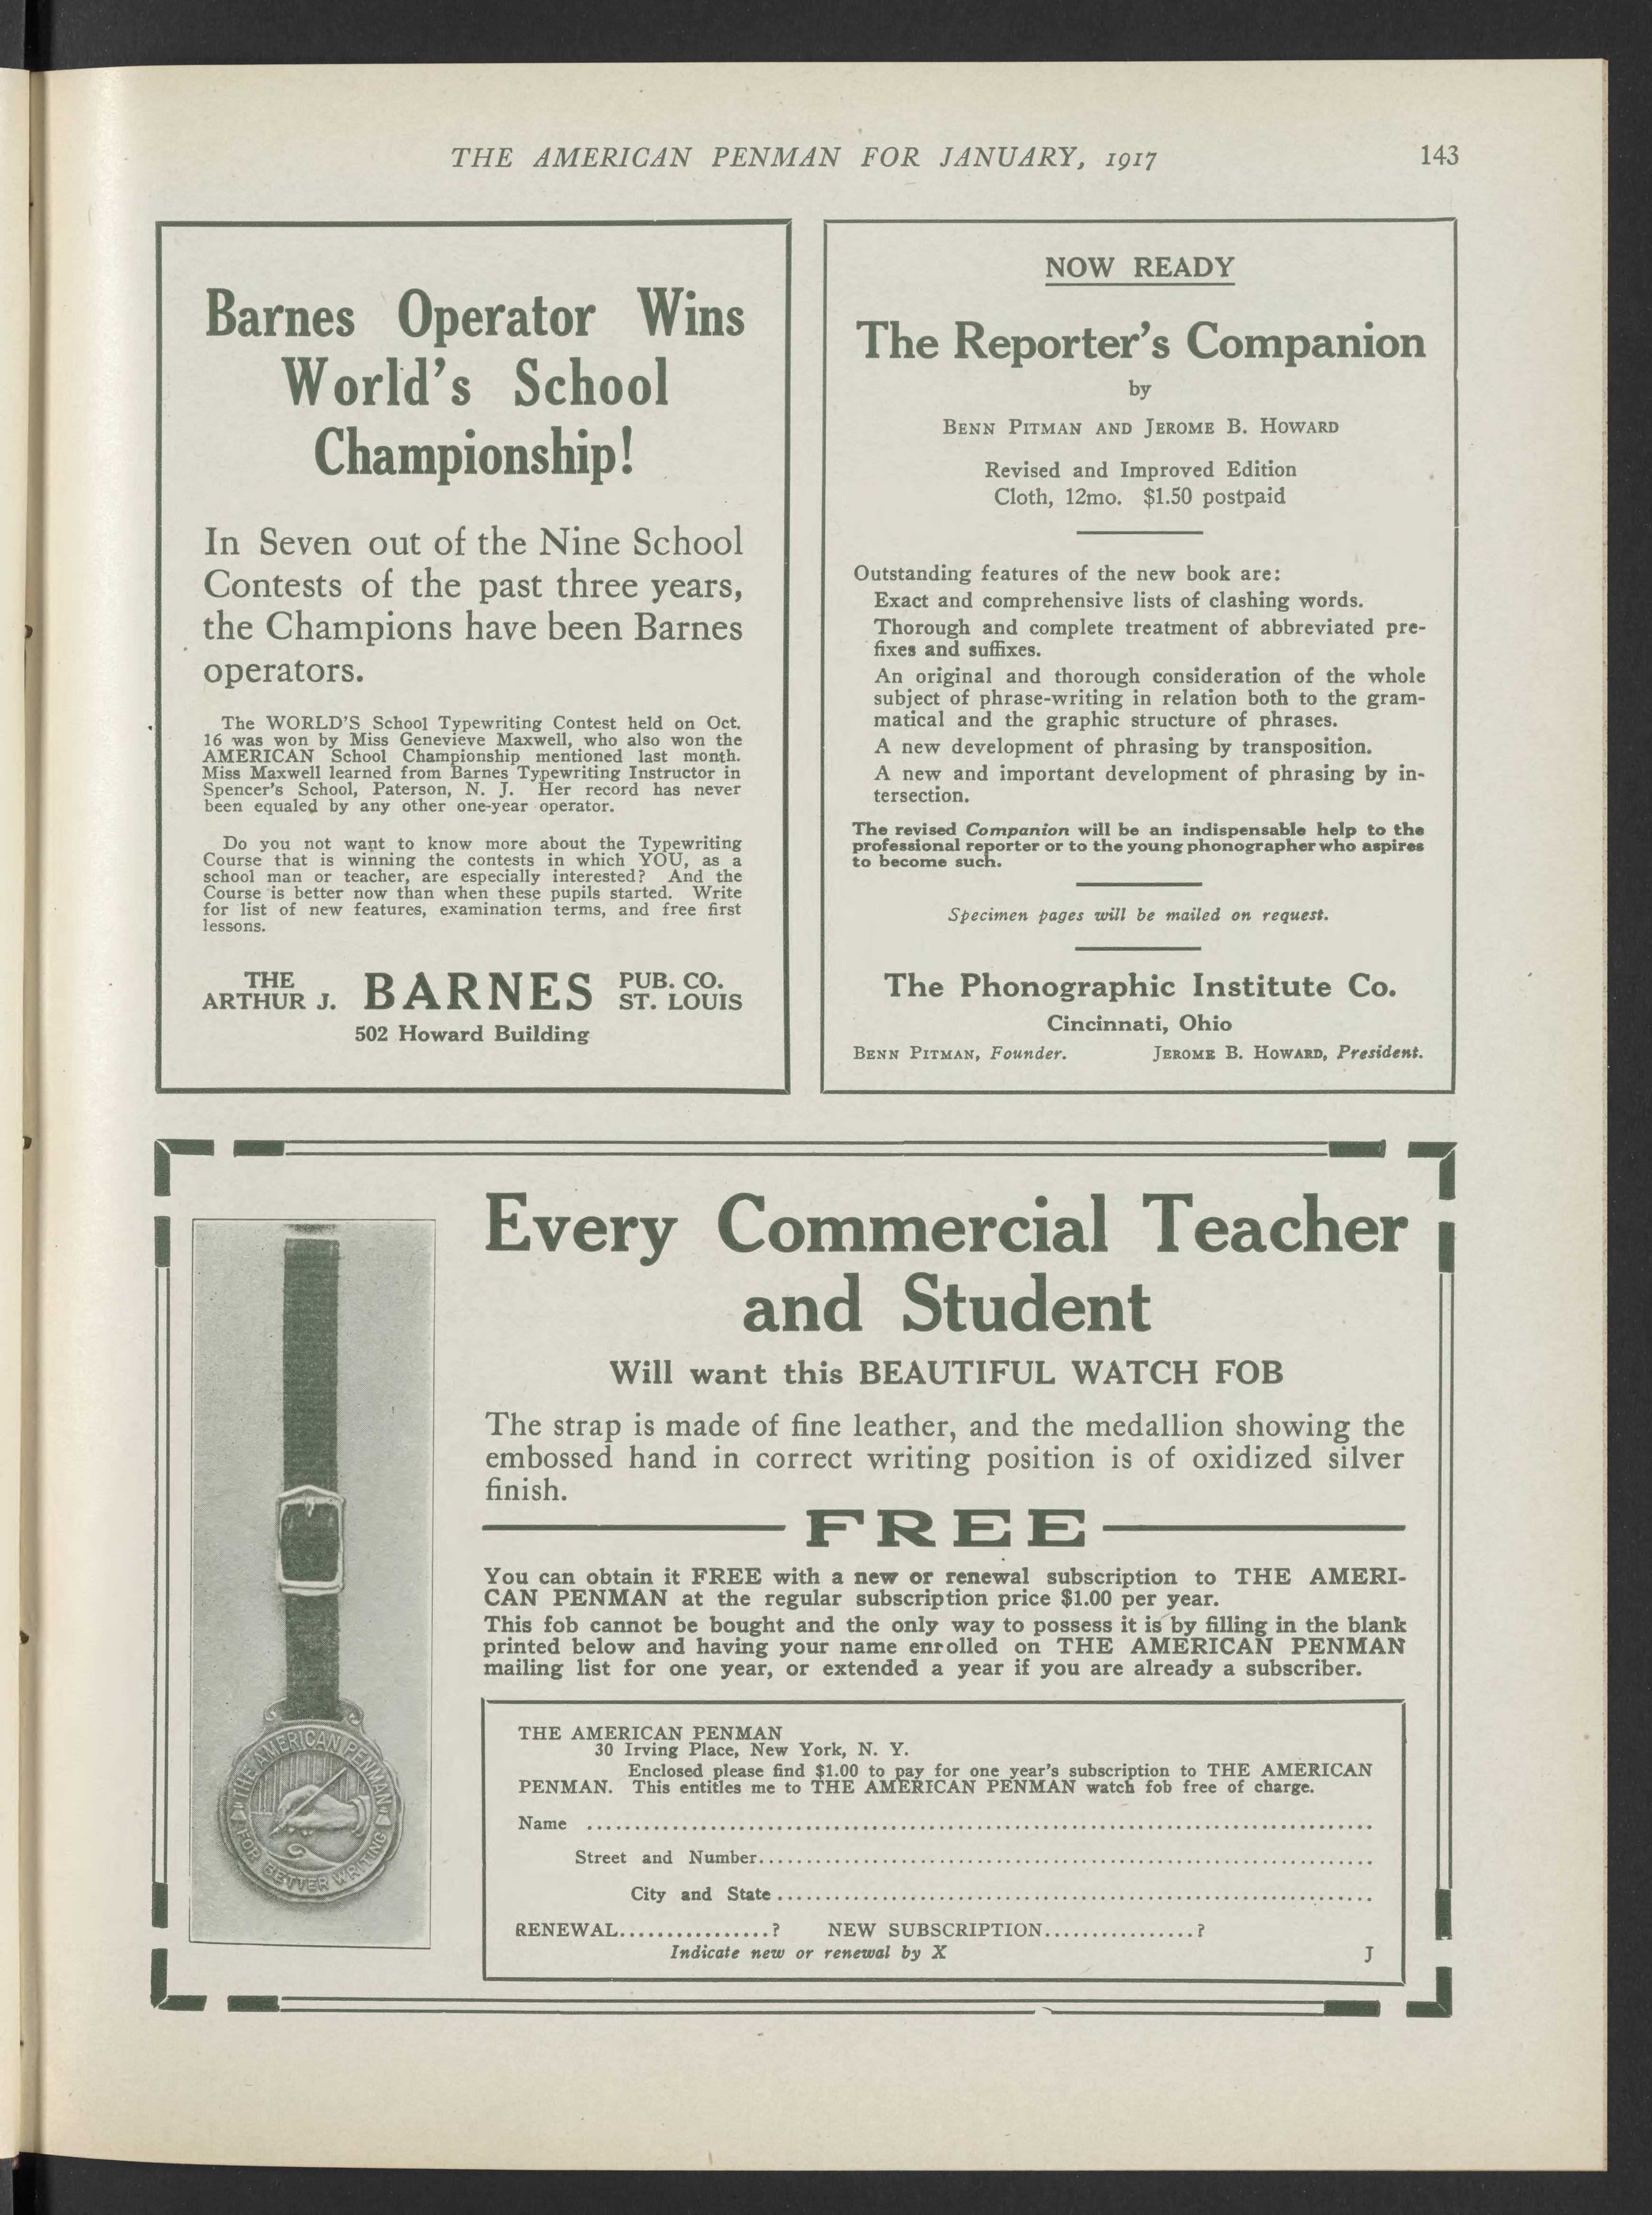 THE AMERICAN PENMAN FOR JANUARY, 1917
143
Barnes Operator Wins
World's School
Championship!
In Seven out of the Nine School
Contests of the past three years,
the Champions have been Barnes
operators.
The WORLD'S School Typewriting Contest held on Oct.
16 was won by Miss Genevieve Maxwell, who also won the
AMERICAN School Championship mentioned last month.
Miss Maxwell learned from Barnes Typewriting Instructor in
Spencer's School, Paterson, N. J. Her record has never
been equaled by any other one-year operator.
Do you not want to know more about the Typewriting
Course that is winning the contests in which YOU, as a
school man or teacher, are especially interested? And the
Course is better now than when these pupils started. Write
for list of new features, examination terms, and free first
lessons.
THE
ARTHUR J. BARNES PUB. CO.
ST. LOUIS
502 Howard Building
NOW READY
The Reporter's Companion
by
BENN PITMAN AND JEROME B. HOWARD
Revised and Improved Edition
Cloth, 12mo. $1.50 postpaid
Outstanding features of the new book are:
Exact and comprehensive lists of clashing words.
Thorough and complete treatment of abbreviated pre-
fixes and suffixes.
An original and thorough consideration of the whole
subject of phrase-writing in relation both to the gram-
matical and the graphic structure of phrases.
A new development of phrasing by transposition.
A new and important development of phrasing by in-
tersection.
The revised Companion will be an indispensable help to the
professional reporter or to the young phonographer who aspires
to become such.
Specimen pages will be mailed on request.
The Phonographic Institute Co.
Cincinnati, Ohio
BENN PITMAN, Founder. JEROME B. HOWARD, President.
Every Commercial Teacher
and Student
Will want this BEAUTIFUL WATCH FOB
The strap is made of fine leather, and the medallion showing the
embossed hand in correct writing position is of oxidized silver
finish.
FREE
You can obtain it FREE with a new or renewal subscription to THE AMERI-
CAN PENMAN at the regular subscription price $1.00 per year.
This fob cannot be bought and the only way to possess it is by filling in the blank
printed below and having your name enrolled on THE AMERICAN PENMAN
mailing list for one year, or extended a year if you are already a subscriber.
THE AMERICAN PENMAN
FOR BETTER WRITING
THE AMERICAN PENMAN
30 Irving Place, New York, N. Y.
Enclosed please find $1.00 to pay for one year's subscription to THE AMERICAN
PENMAN. This entitles me to THE AMERICAN PENMAN watch fob free of charge.
Name ................................................................
Street and Number................................................................
City and State................................................................
RENEWAL................? NEW SUBSCRIPTION................?
Indicate new or renewal by X
J